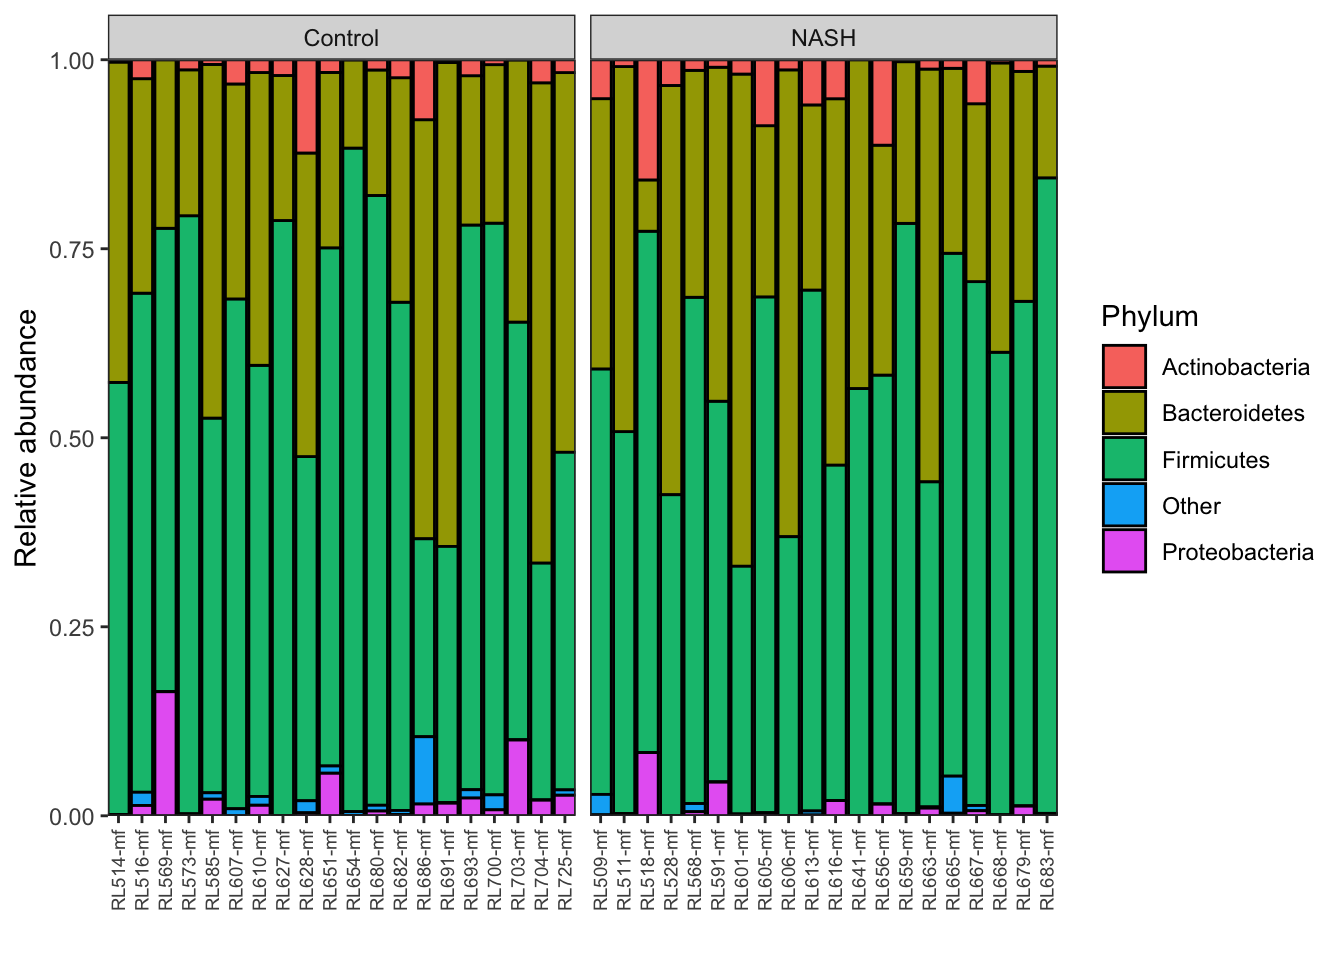 Control
NASH
Relative abundance
1.00
0.75
0.50
0.25
0.00
RL514-mf
RL516-mf
RL569-mf
RL573-mf
RL585-mf
RL607-mf
RL610-mf
RL627-mf
RL628-mf
RL651-mf
RL654-mf
RL680-mf
RL682-mf
RL686-mf
RL691-mf
RL693-mf
RL700-mf
RL703-mf
RL704-mf
RL725-mf
RL509-mf
RL511-mf
RL518-mf
RL528-mf
RL568-mf
RL591-mf
RL601-mf
RL605-mf
RL606-mf
RL613-mf
RL616-mf
RL641-mf
RL656-mf
RL659-mf
RL663-mf
RL665-mf
RL667-mf
RL668-mf
RL679-mf
RL683-mf
Phylum
Actinobacteria
Bacteroidetes
Firmicutes
Other
Proteobacteria